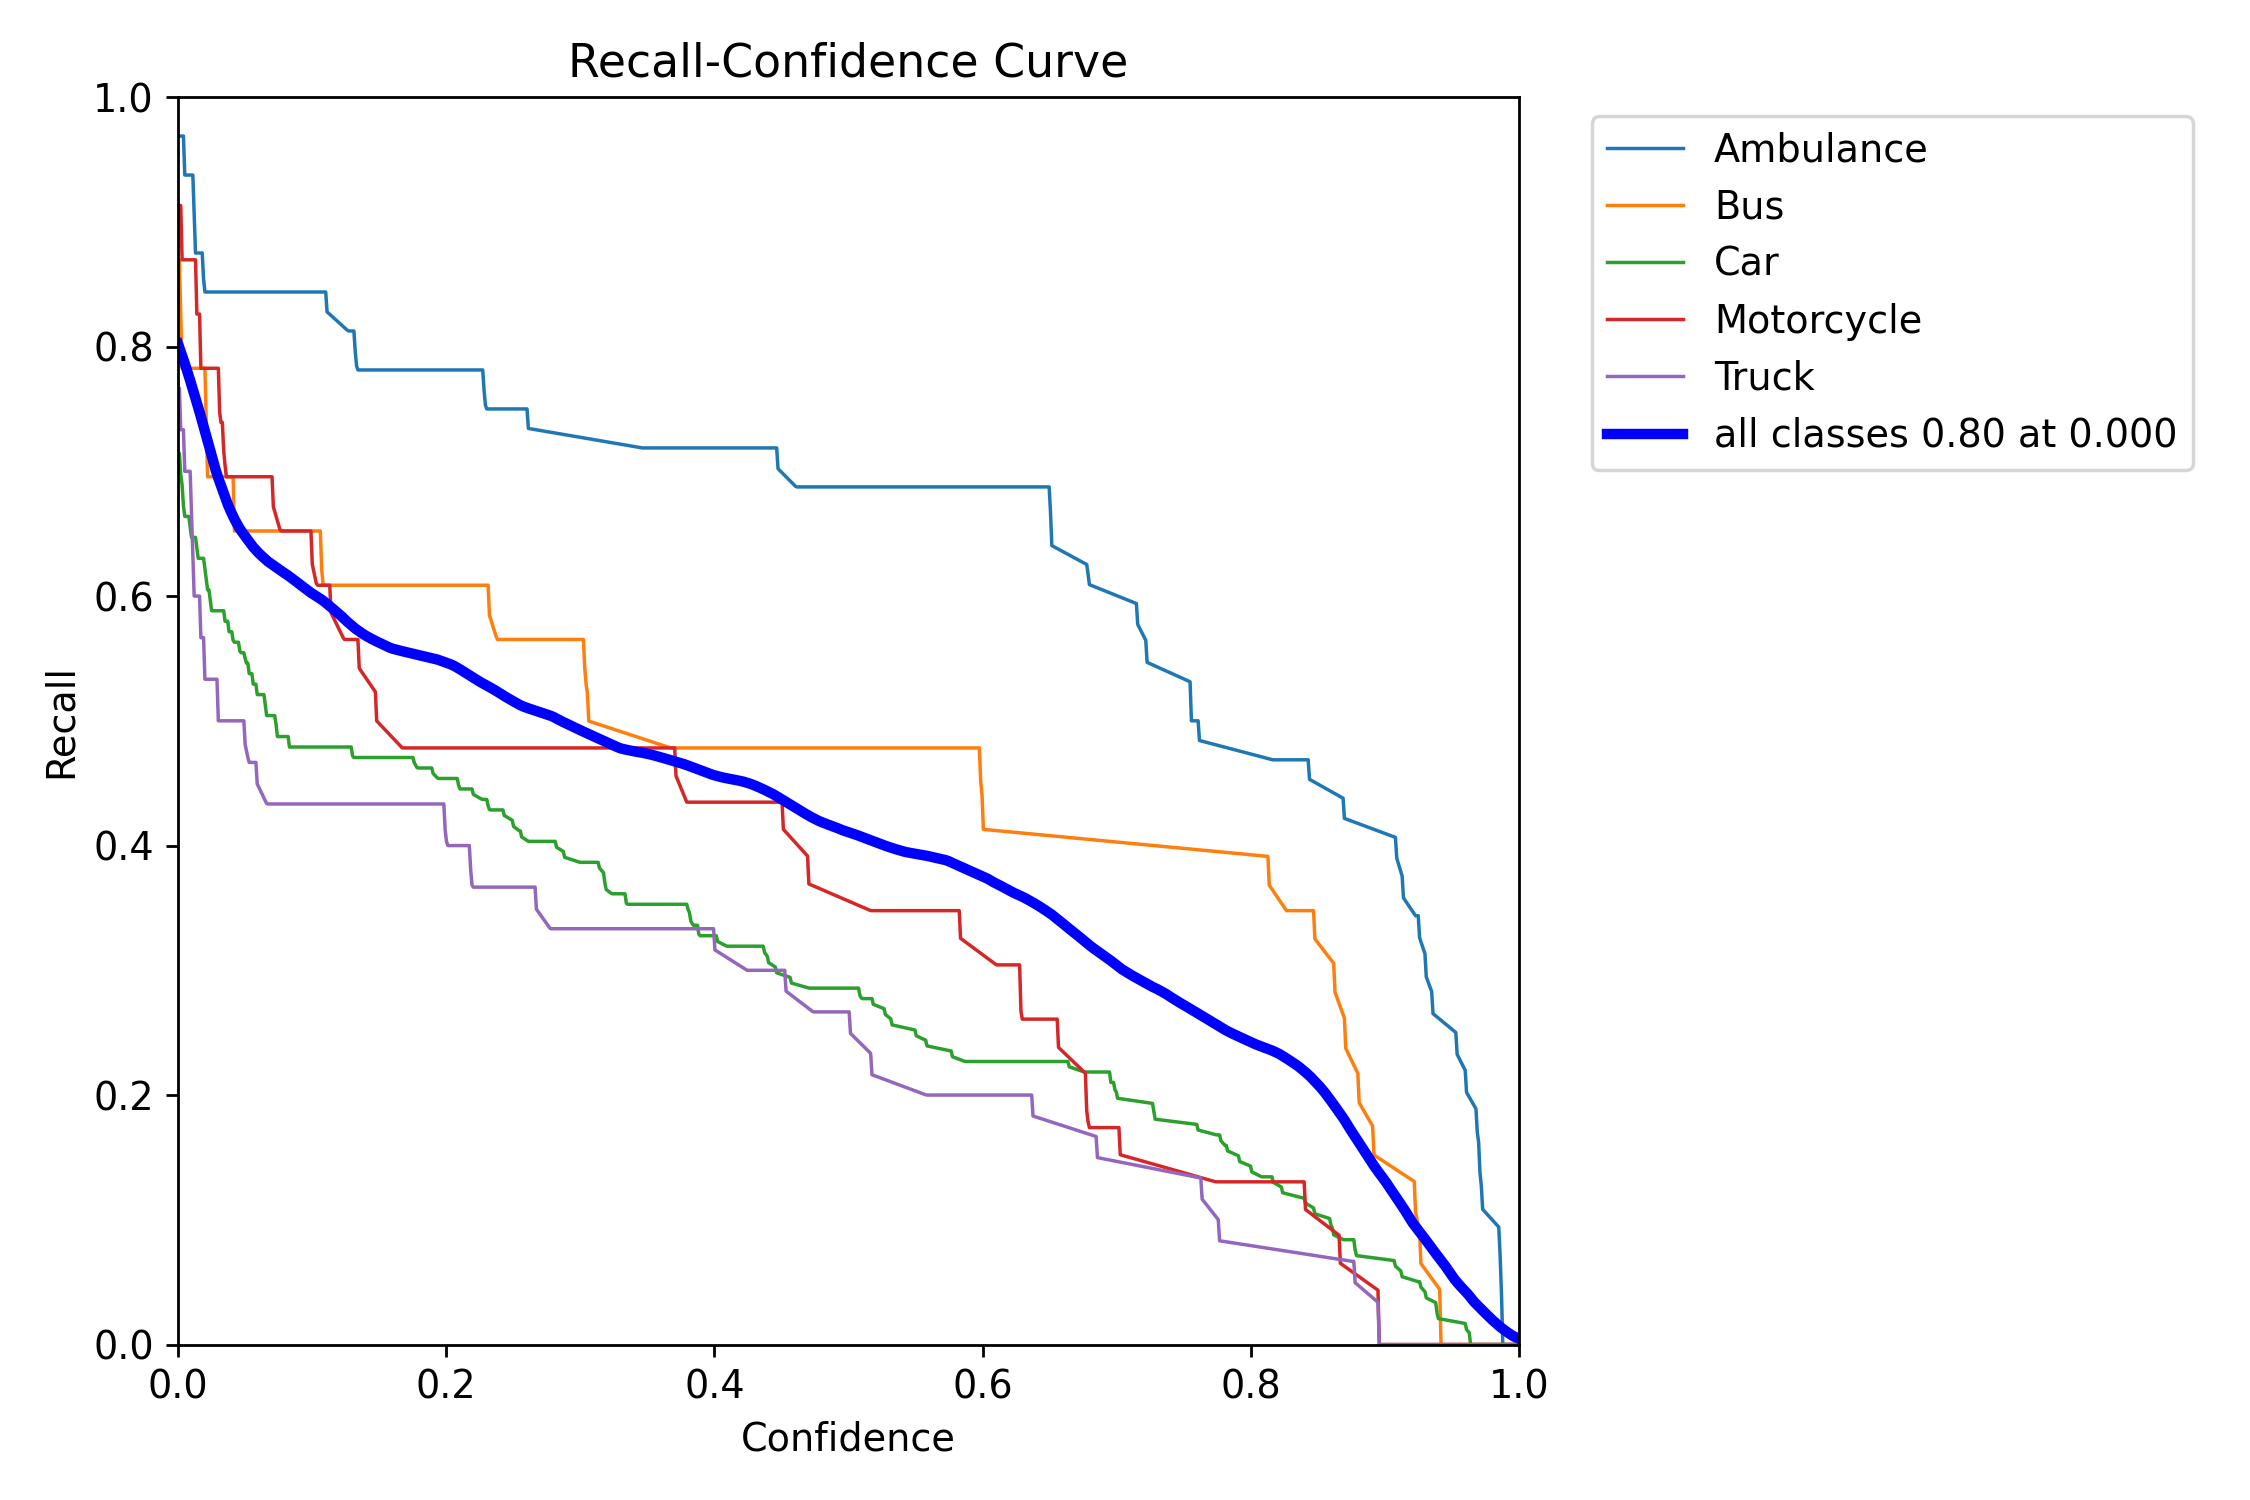 Recall-Confidence Curve
1.0
0.8
0.6
0.4
0.2
0.0
Recall
0.0 0.2 0.4 0.6 0.8 1.0
Confidence
Ambulance
Bus
Car
Motorcycle
Truck
all classes 0.80 at 0.000